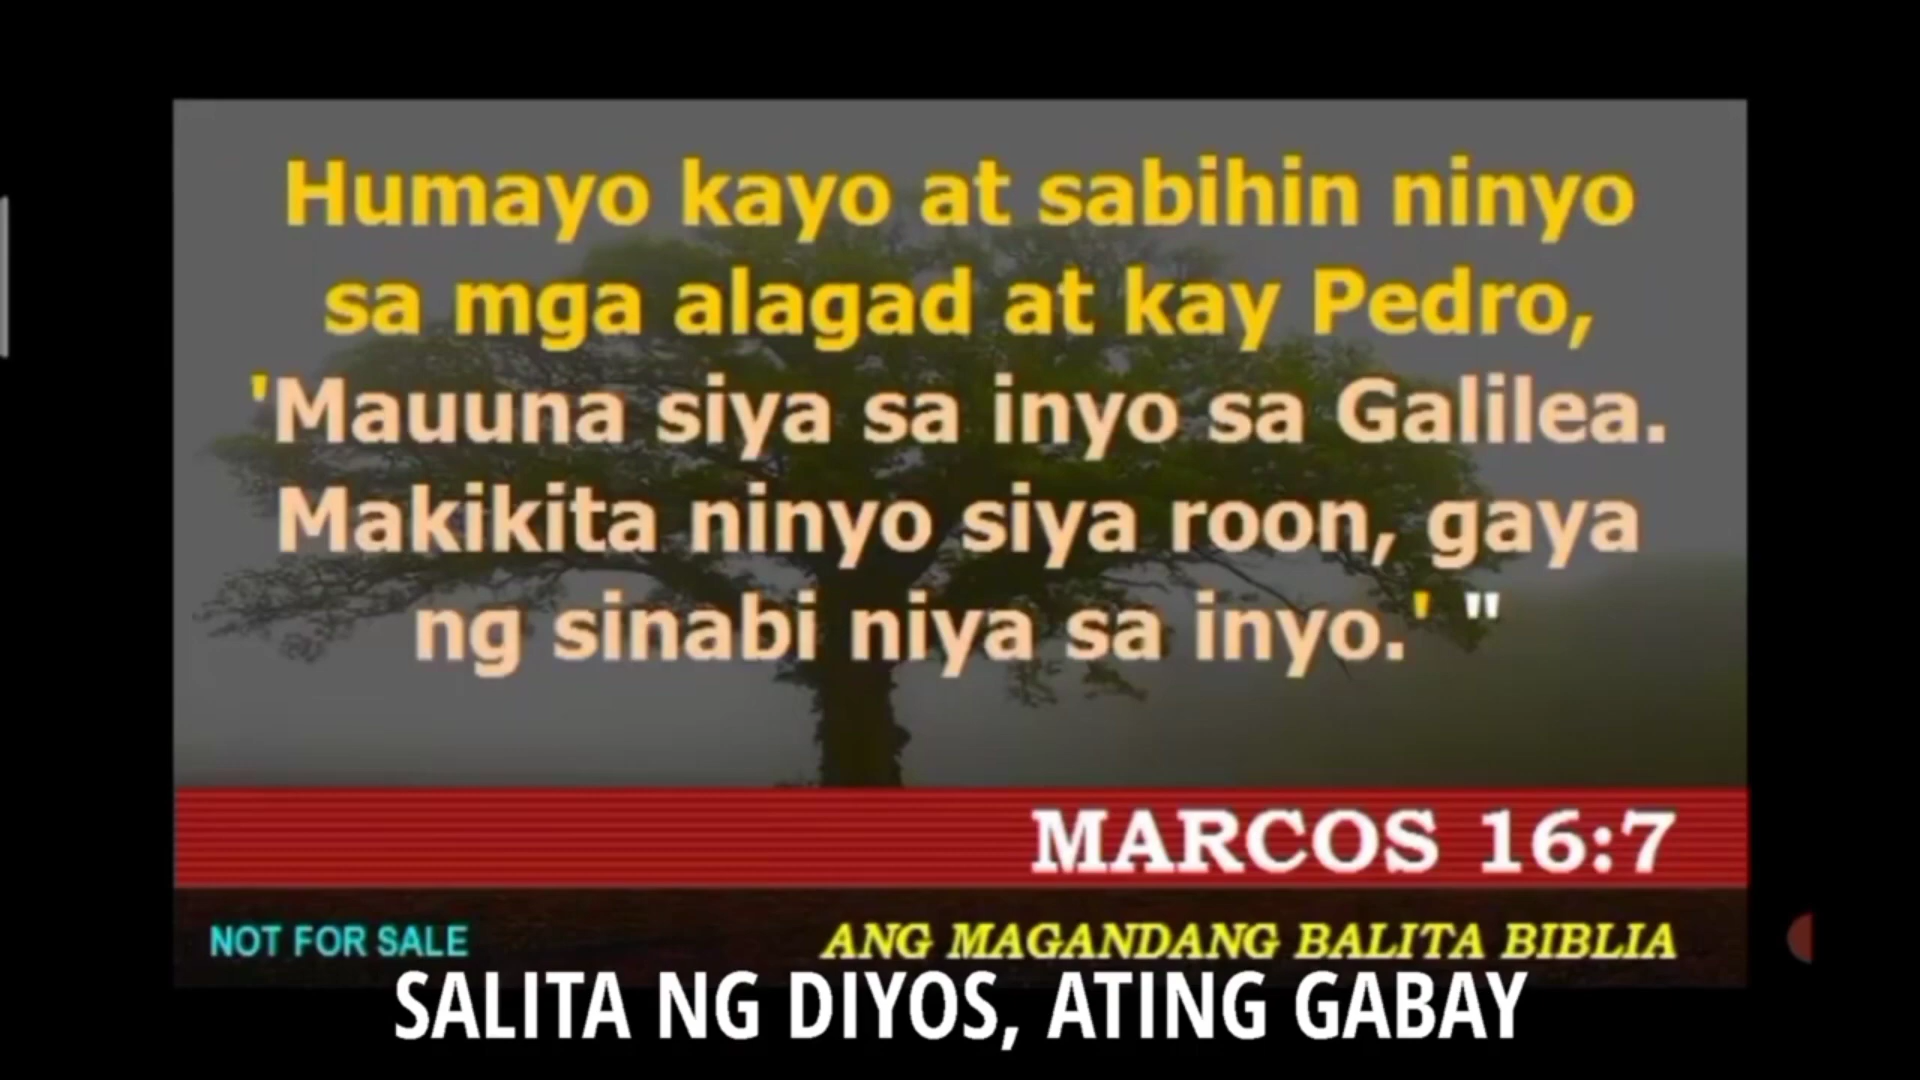 Humayo kayo at sabihin ninyo
sa mga alagad at kay Pedro,
'Mauuna siya sa inyo sa Galilea.
Makikita ninyo siya roon, gaya
ng sinabi niya sa inyo.' "
MARCOS 16:7
NOT FOR SALE
ANG MAGANDANG BALITA BIBLIA
SALITA NG DIYOS, ATING GABAY